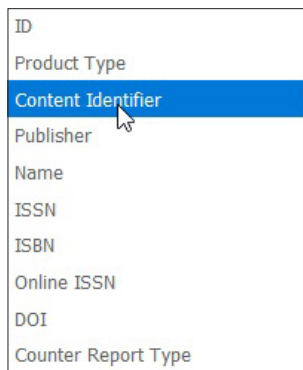 ID
Product Type
Content Identifier
Publisher
Name
ISSN
ISBN
Online ISSN
DOI
Counter Report Type